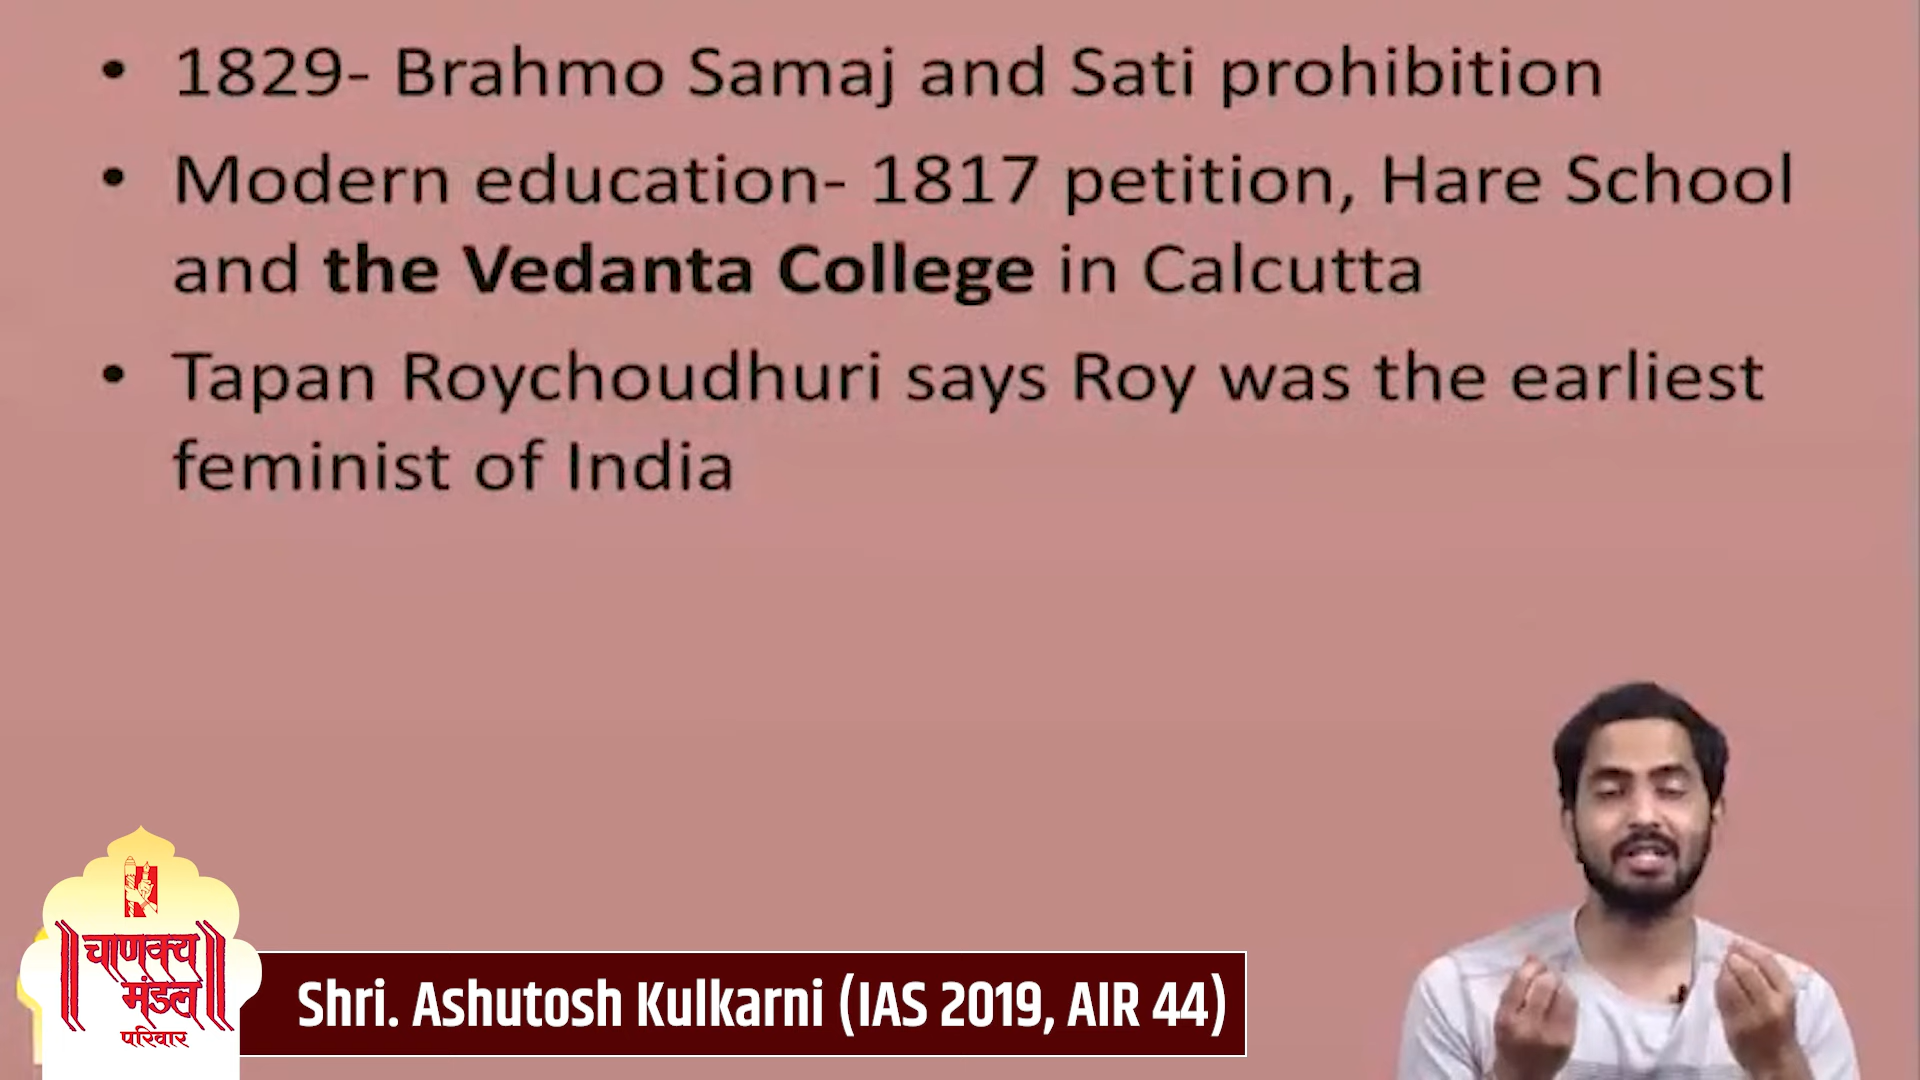 • 1829- Brahmo Samaj and Sati prohibition
• Modern education- 1817 petition, Hare School
and the Vedanta College in Calcutta
• Tapan Roychoudhuri says Roy was the earliest
feminist of India
॥ चाणक्य
मंडल ॥
परिवार
Shri. Ashutosh Kulkarni (IAS 2019, AIR 44)